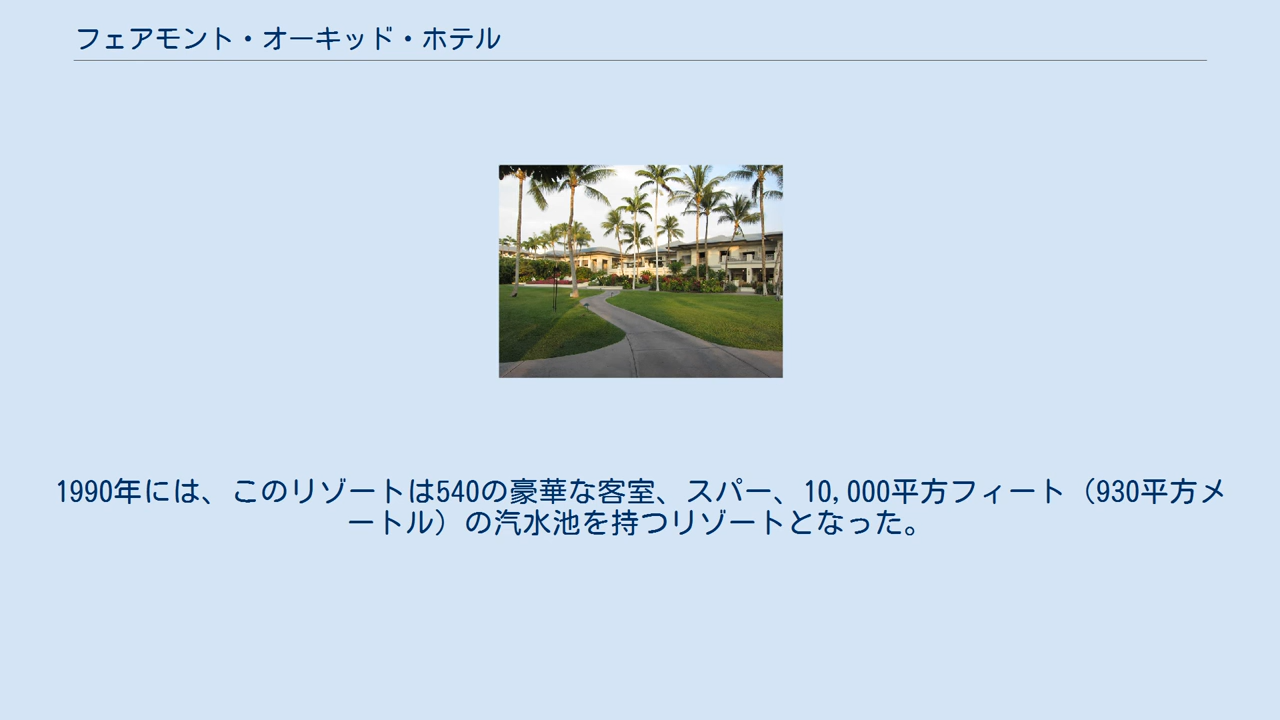 フェアモント・オーキッド・ホテル
1990年には、このリゾートは540の豪華な客室、スパー、10,000平方フィート（930平方メ
ートル）の汽水池を持つリゾートとなった。